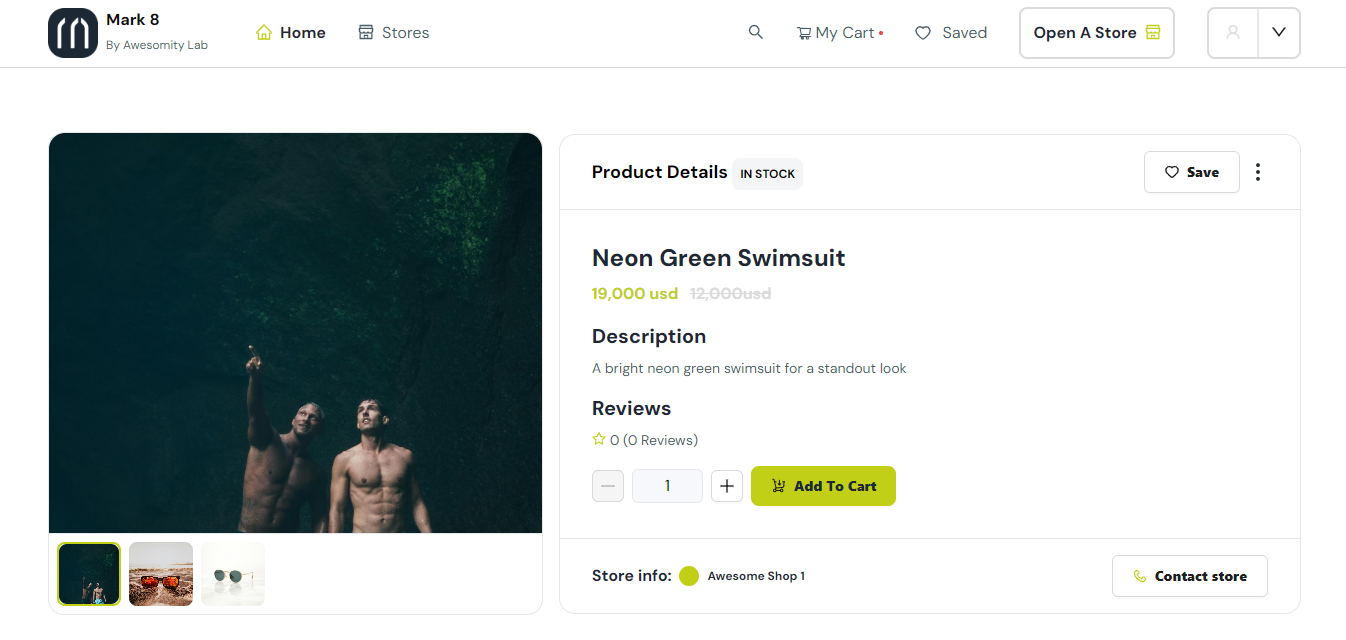 Mark 8
By Awesomity Lab
Home
Stores
My Cart
Saved
Open A Store
Product Details
IN STOCK
Save
Neon Green Swimsuit
19,000 usd 12,000usd
Description
A bright neon green swimsuit for a standout look
Reviews
0 (0 Reviews)
1
Add To Cart
Store info:
Awesome Shop 1
Contact store